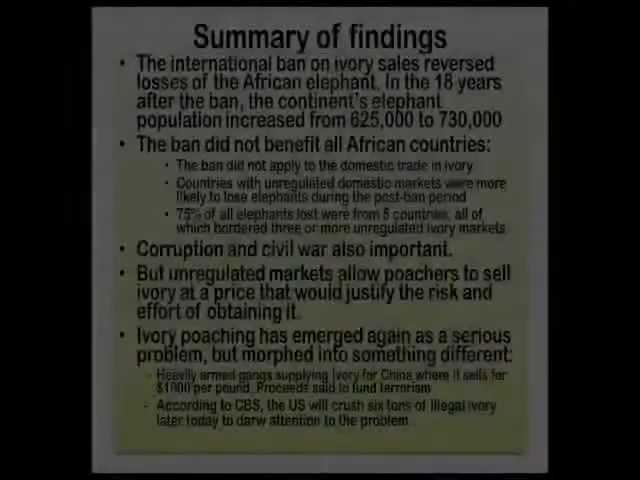 Summary of findings
• The international ban on ivory sales reversed
losses of the African elephant. In the 18 years
after the ban, the continent's elephant
population increased from 625,000 to 730,000
• The ban did not benefit all African countries:
• The ban did not apply to the domestic trade in ivory
• Countries with unregulated domestic markets were more
likely to lose elephants during the post-ban period
• 75% of all elephants lost were from 5 countries, all of
which bordered three or more unregulated ivory markets
• Corruption and civil war also important.
• But unregulated markets allow poachers to sell
ivory at a price that would justify the risk and
effort of obtaining it.
• Ivory poaching has emerged again as a serious
problem, but morphed into something different:
- Heavily armed gangs supplying Ivory for China where it sells for
$1000 per pound. Proceeds said to fund terrorism
- According to CBS, the US will crush six tons of illegal ivory
later today to darw attention to the problem.